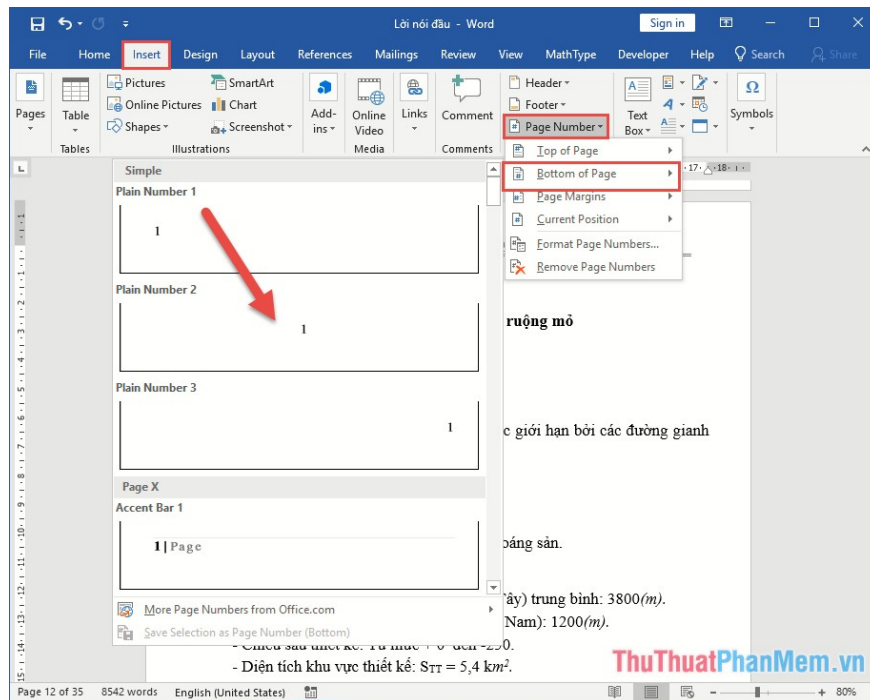 Lời nói đầu - Word
Sign in
File Home Insert Design Layout References Mailings Review View MathType Developer Help Search Share
Pages
Table
Tables
Pictures
Online Pictures
Shapes
SmartArt
Chart
Screenshot
Illustrations
Add-ins
Online Video
Media
Links
Comment
Comments
Header
Footer
Page Number
Text Box
Symbols
Top of Page
Bottom of Page
Page Margins
Current Position
Format Page Numbers...
Remove Page Numbers
Simple
Plain Number 1
1
Plain Number 2
1
Plain Number 3
1
Page X
Accent Bar 1
1 | Page
More Page Numbers from Office.com
Save Selection as Page Number (Bottom)
ruộng mỏ
giới hạn bởi các đường gianh
sản.
trung bình: 3800(m).
Nam): 1200(m).
- Chiều sâu thiết kế: Từ mức
- Diện tích khu vực thiết kế: STT = 5,4 km².
ThuThuatPhanMem.vn
Page 12 of 35 8542 words English (United States) 80%